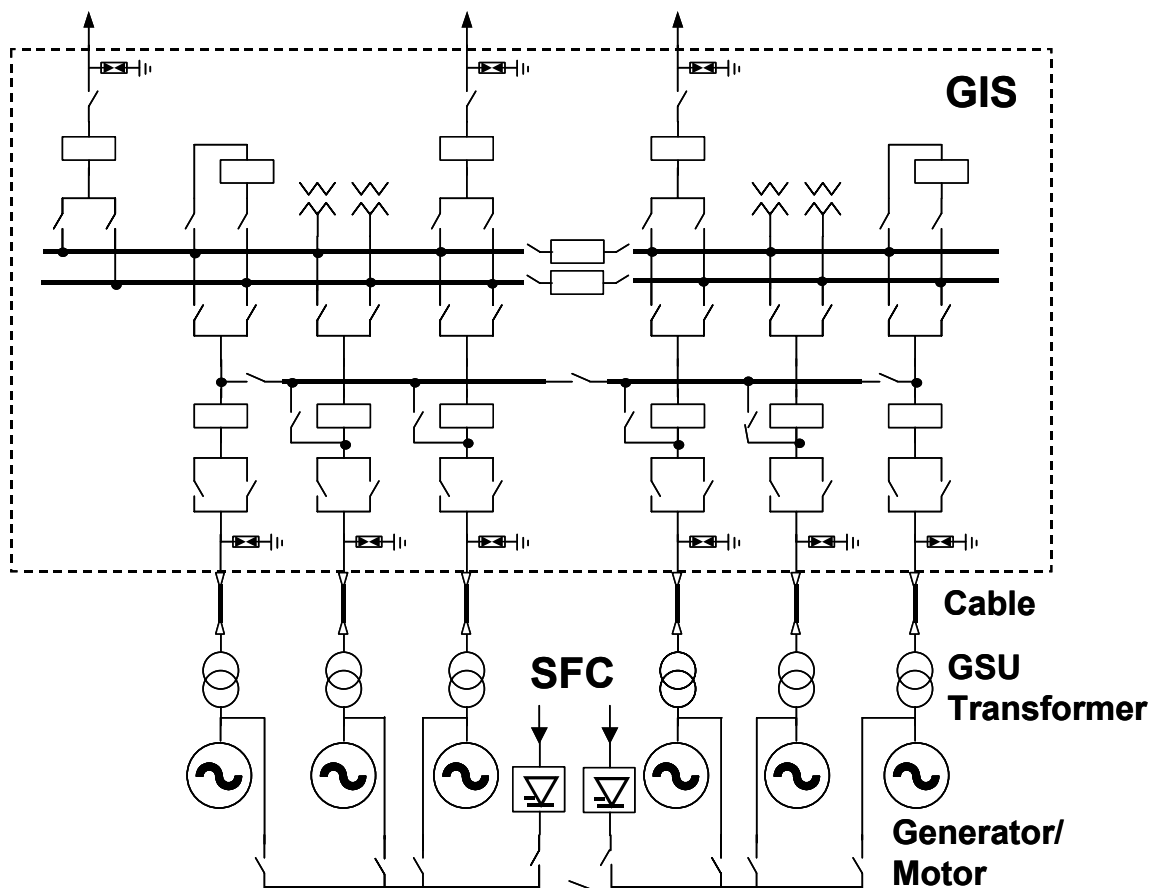 GIS
Cable
SFC
GSU
Transformer
Generator/
Motor